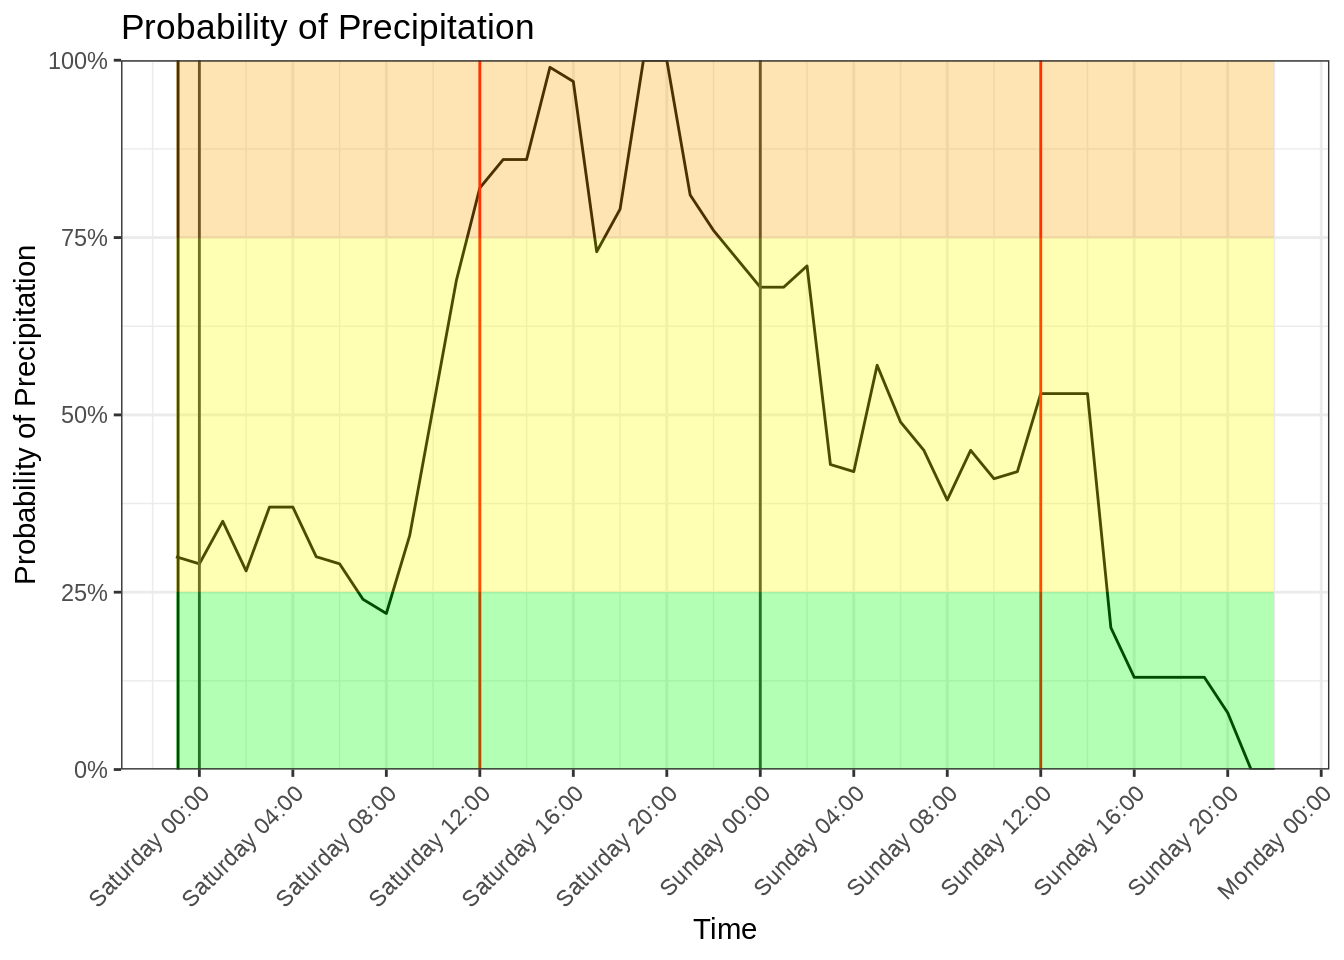 Probability of Precipitation
Probability of Precipitation
100%
75%
50%
25%
0%
Saturday 00:00
Saturday 04:00
Saturday 08:00
Saturday 12:00
Saturday 16:00
Saturday 20:00
Sunday 00:00
Sunday 04:00
Sunday 08:00
Sunday 12:00
Sunday 16:00
Sunday 20:00
Monday 00:00
Time